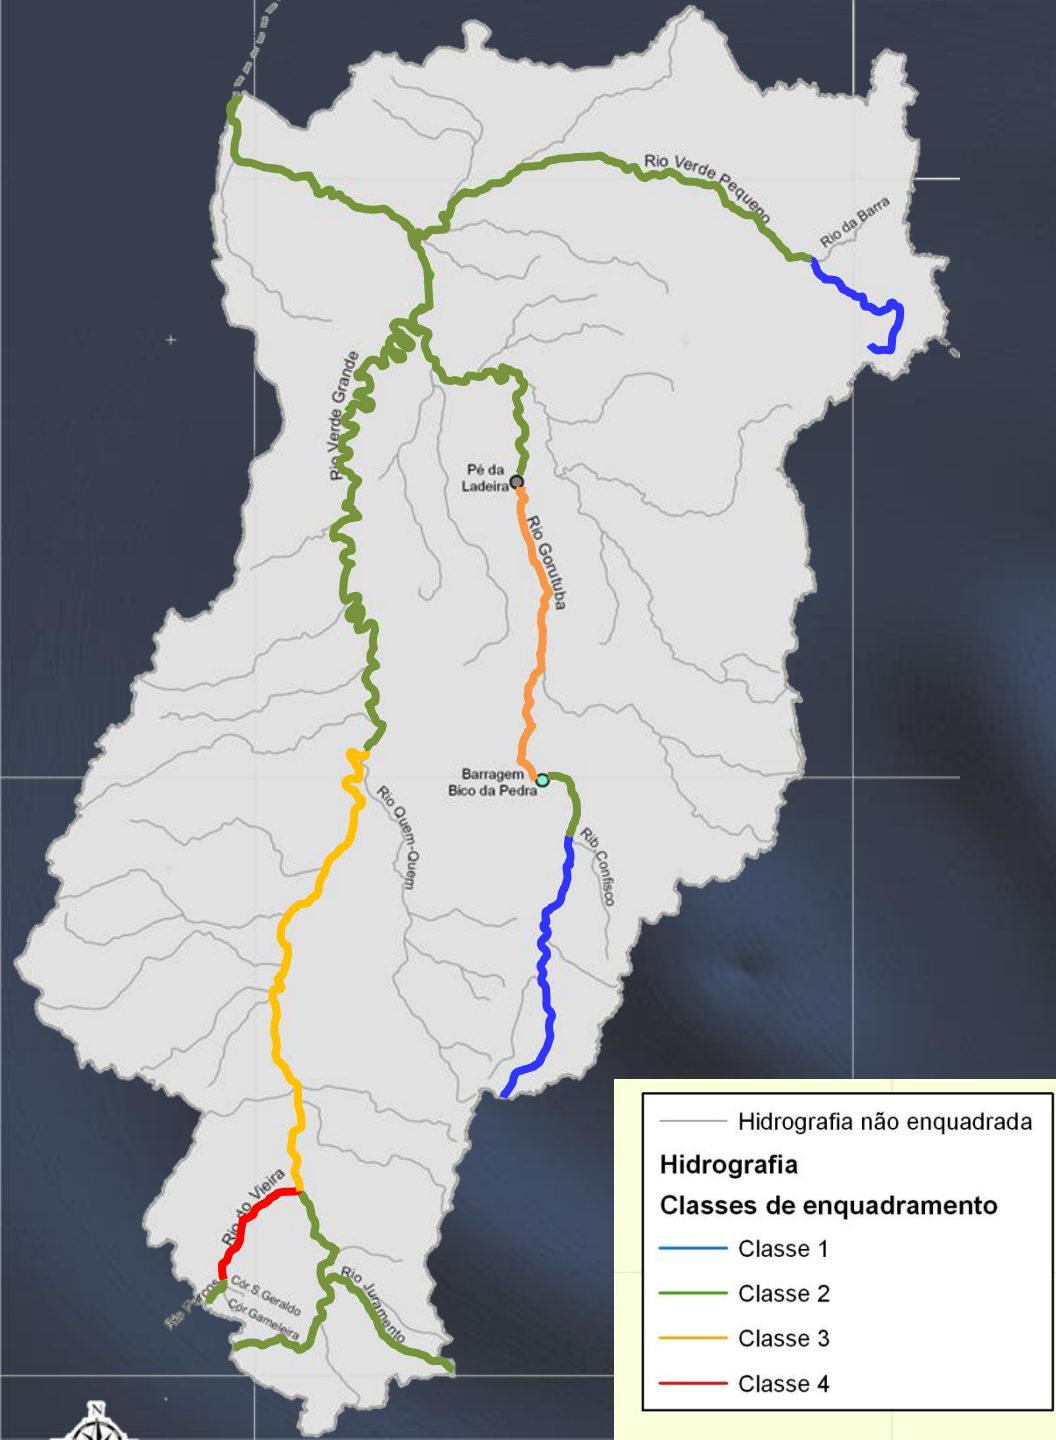 Rio Verde Pequeno
Rio da Barra
Rio Verde Grande
Pé da
Ladeira
Rio Gorutuba
Barragem
Bico da Pedra
Rio Quem-Quem
Rib. Confisco
Rio do Vieira
Rio Juramento
Cór.S.Geraldo
Cór.Gameleira
Rib. Porcos
N
Hidrografia não enquadrada
Hidrografia
Classes de enquadramento
Classe 1
Classe 2
Classe 3
Classe 4